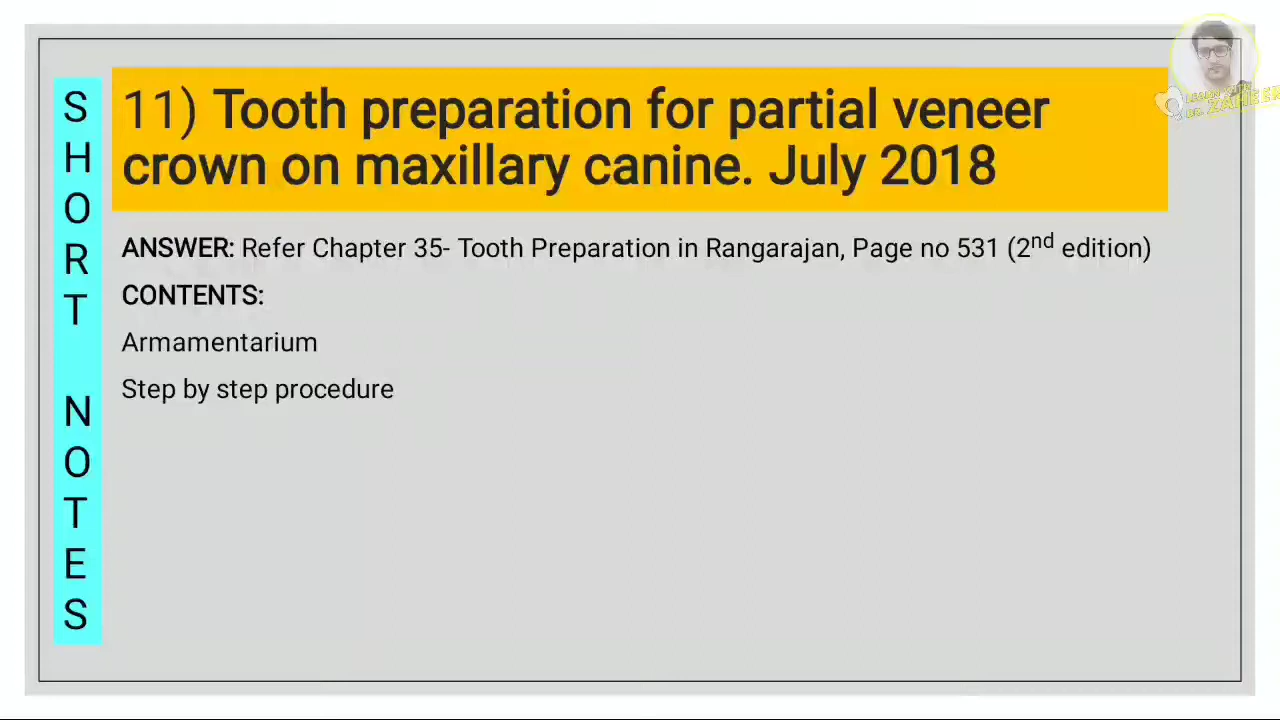 SHORT NOTES
11) Tooth preparation for partial veneer
crown on maxillary canine. July 2018
ANSWER: Refer Chapter 35- Tooth Preparation in Rangarajan, Page no 531 (2nd edition)
CONTENTS:
Armamentarium
Step by step procedure